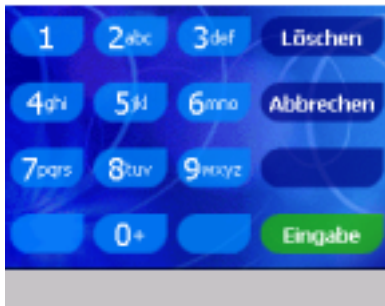 1 2abc 3def Löschen
4ghi 5jkl 6mno Abbrechen
7pqrs 8tuv 9wxyz
0+ Eingabe